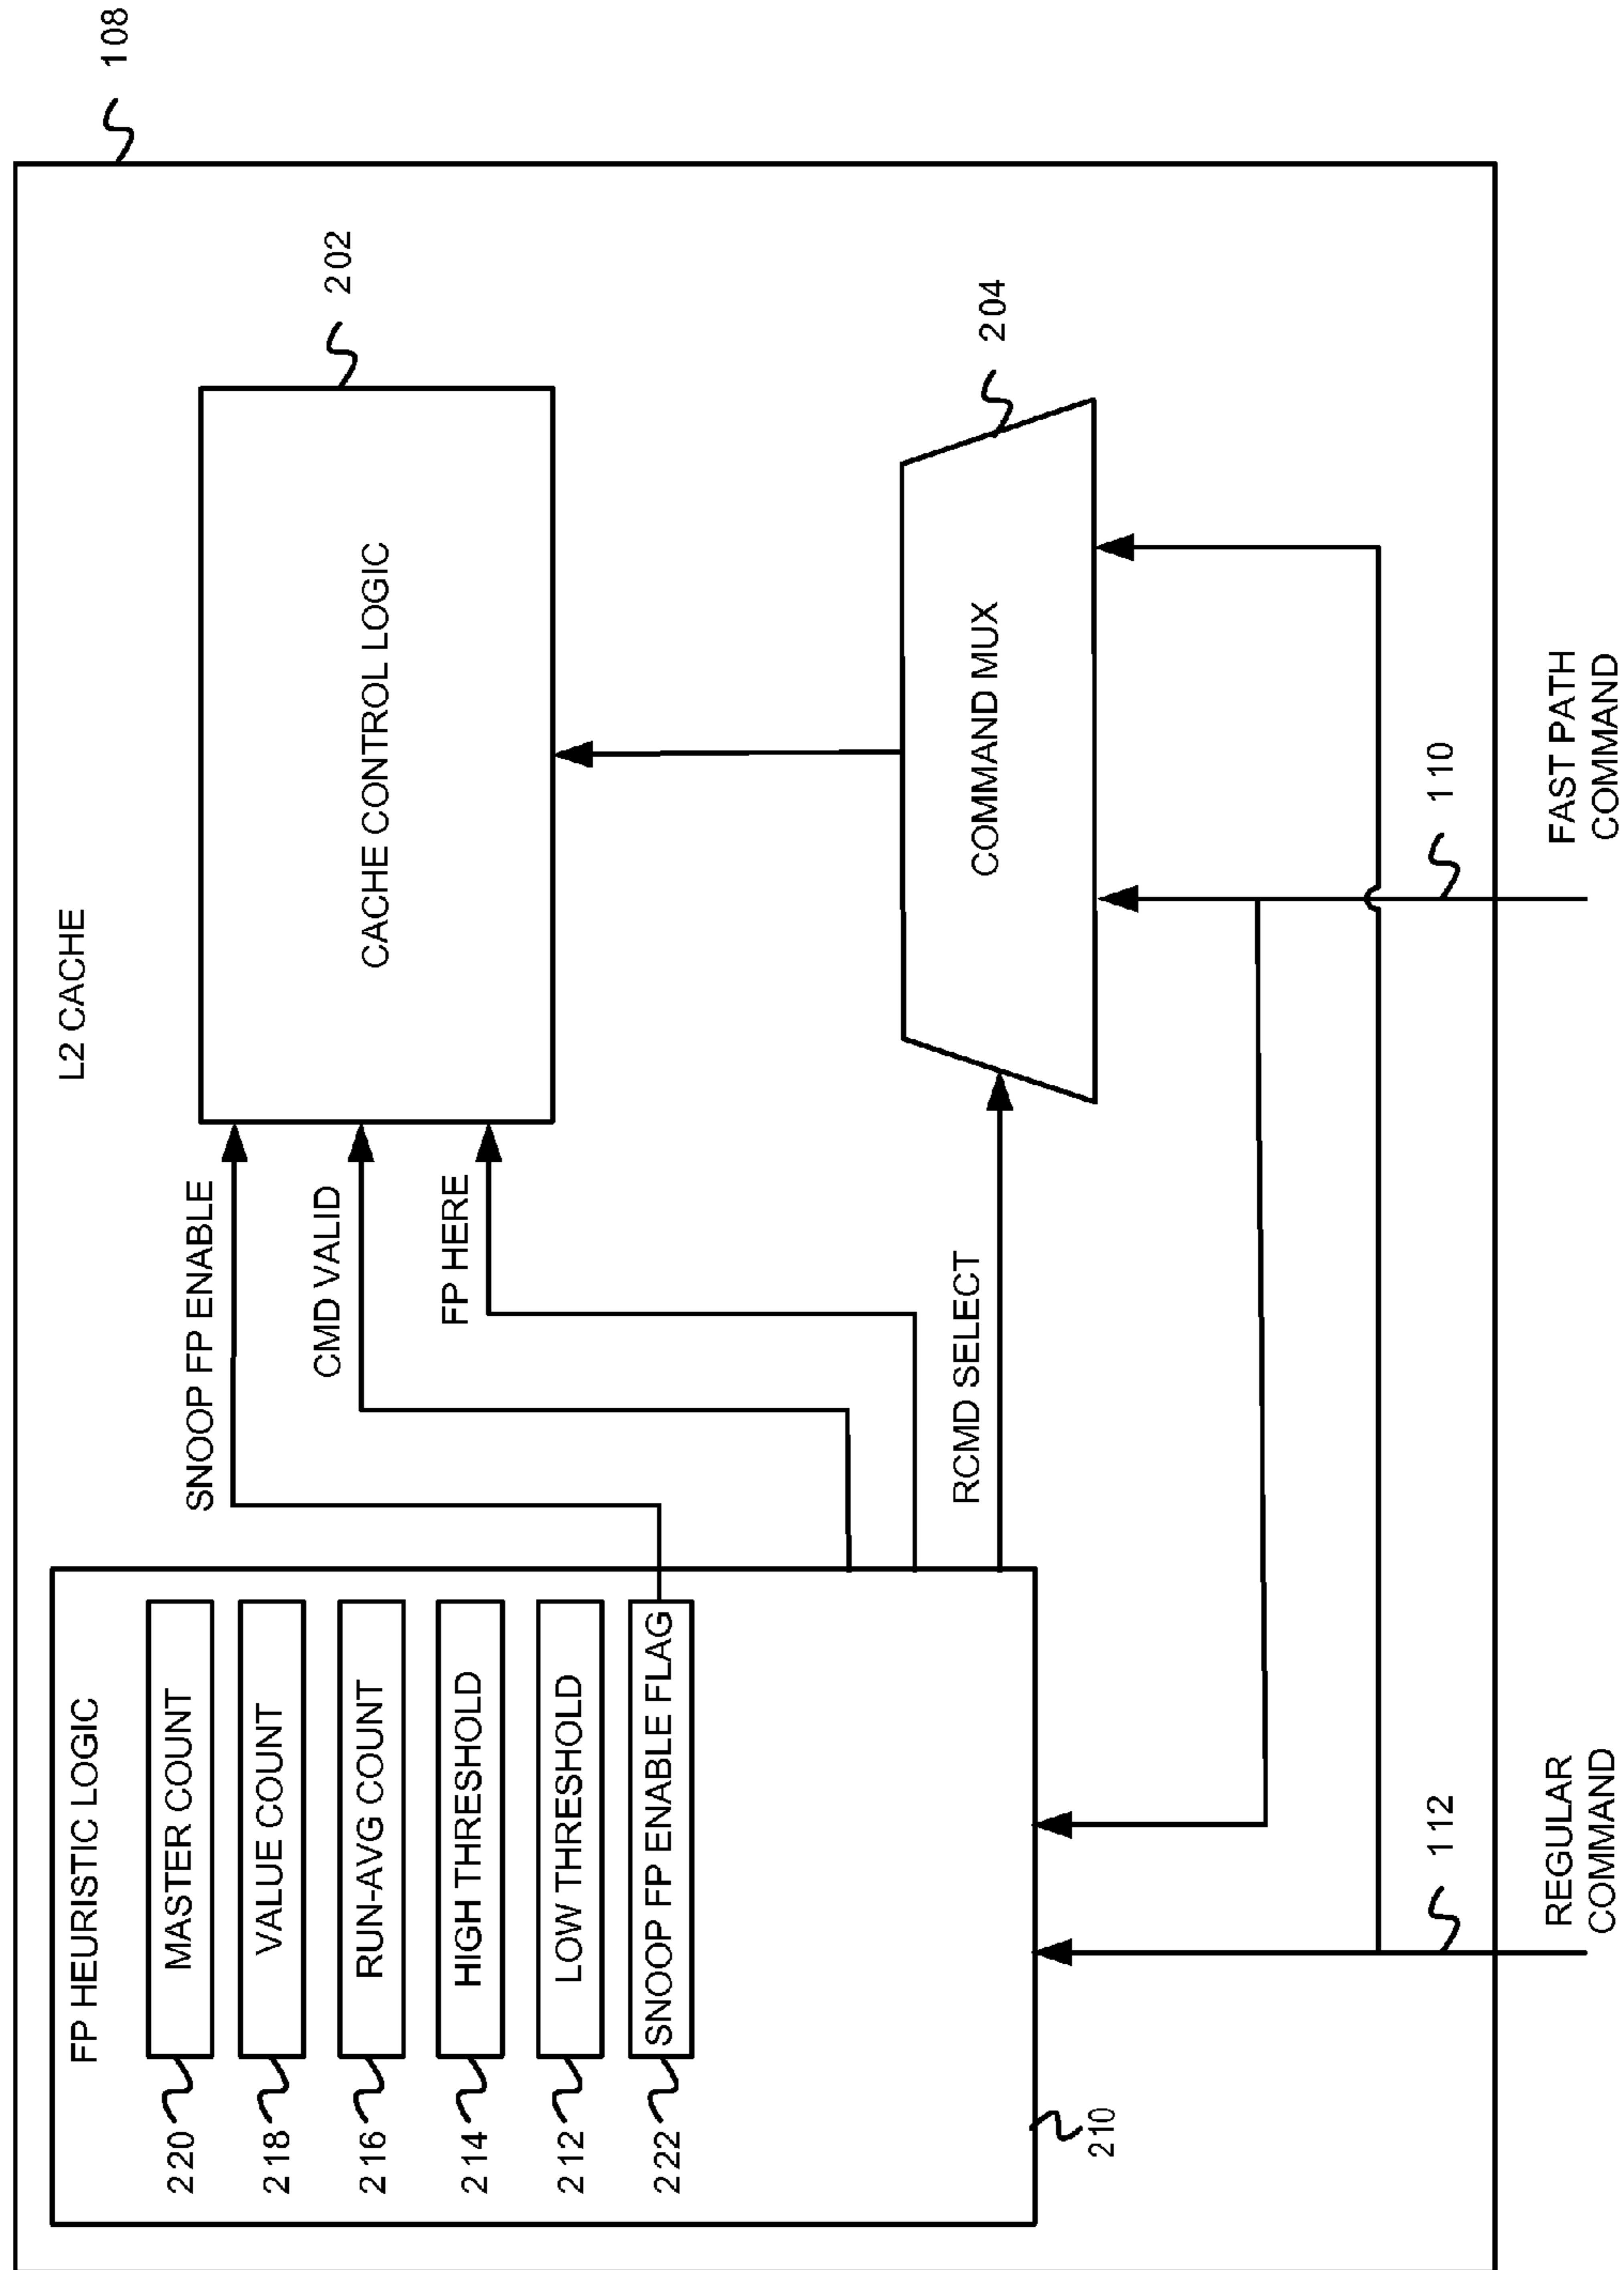 108
L2 CACHE
FP HEURISTIC LOGIC
220
MASTER COUNT
218
VALUE COUNT
216
RUN-AVG COUNT
214
HIGH THRESHOLD
212
LOW THRESHOLD
222
SNOOP FP ENABLE FLAG
210
SNOOP FP ENABLE
CMD VALID
FP HERE
RCMD SELECT
CACHE CONTROL LOGIC
202
COMMAND MUX
204
112
REGULAR
COMMAND
110
FAST PATH
COMMAND